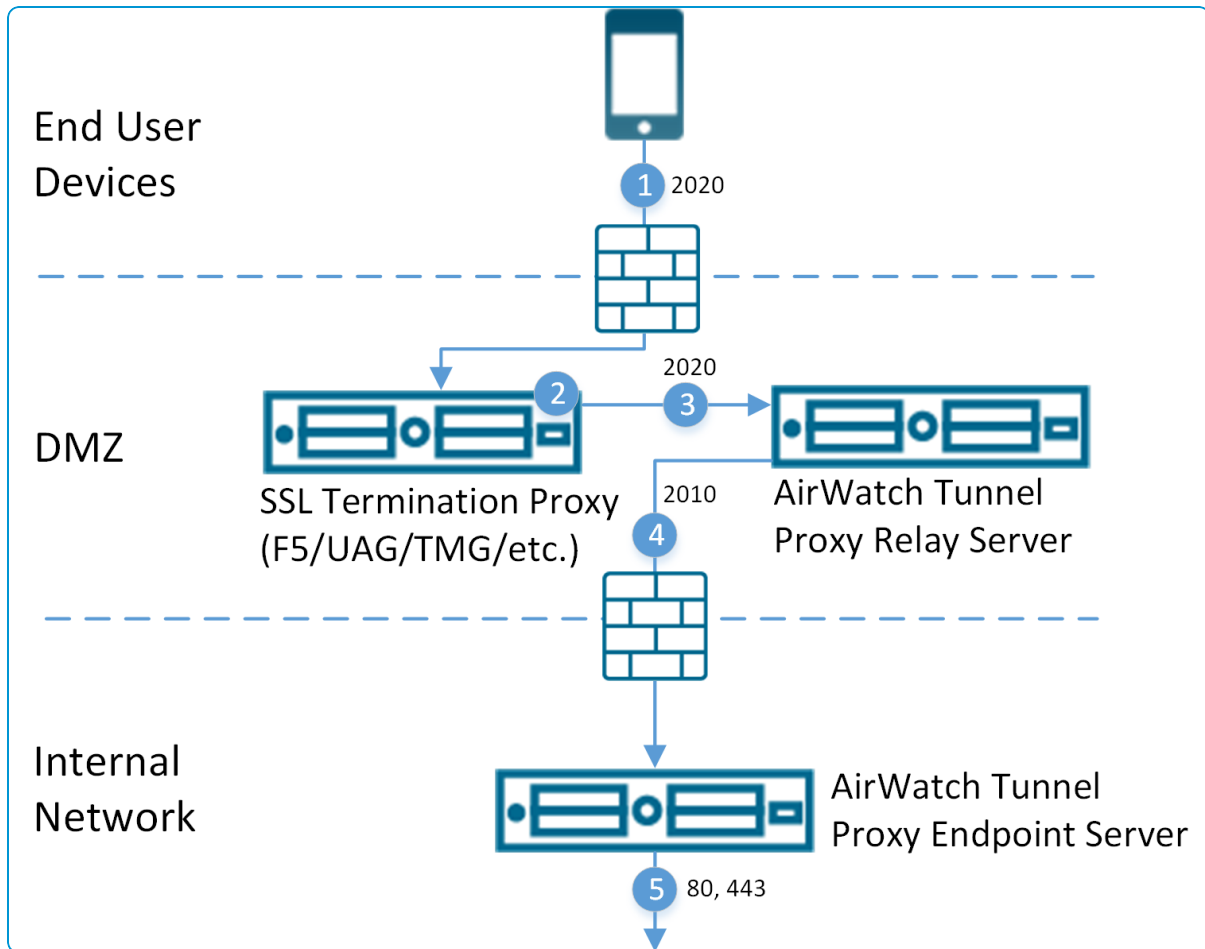 End User
Devices
1 2020
2020
2 3
DMZ
SSL Termination Proxy
(F5/UAG/TMG/etc.)
AirWatch Tunnel
Proxy Relay Server
2010
4
Internal
Network
AirWatch Tunnel
Proxy Endpoint Server
5 80, 443